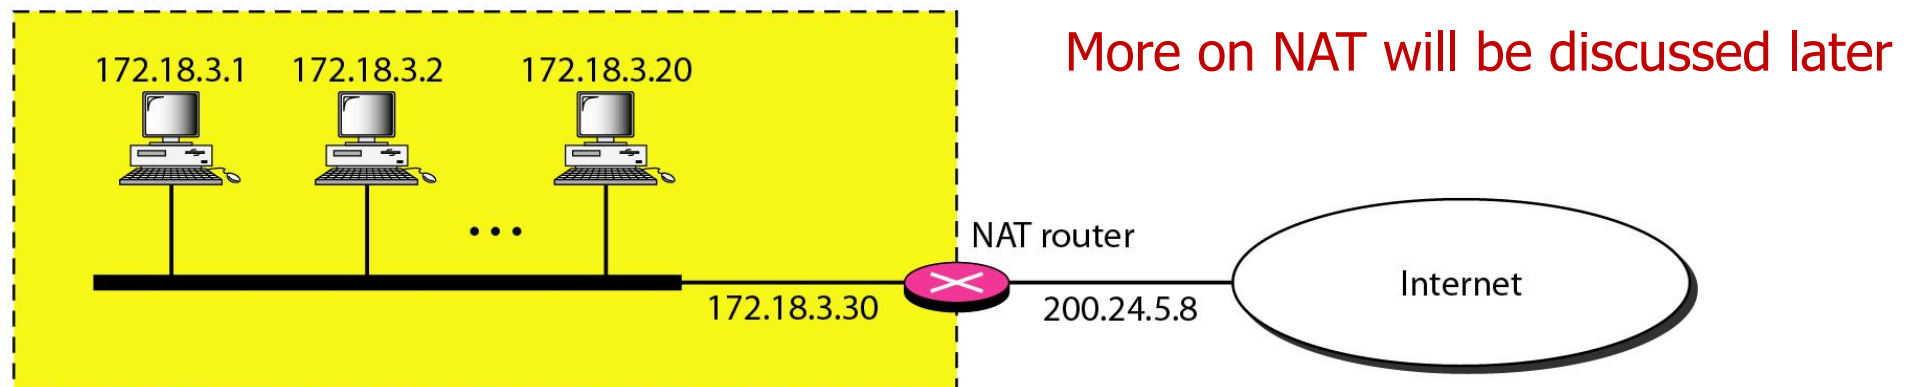 More on NAT will be discussed later
172.18.3.1
172.18.3.2
172.18.3.20
NAT router
Internet
172.18.3.30
200.24.5.8